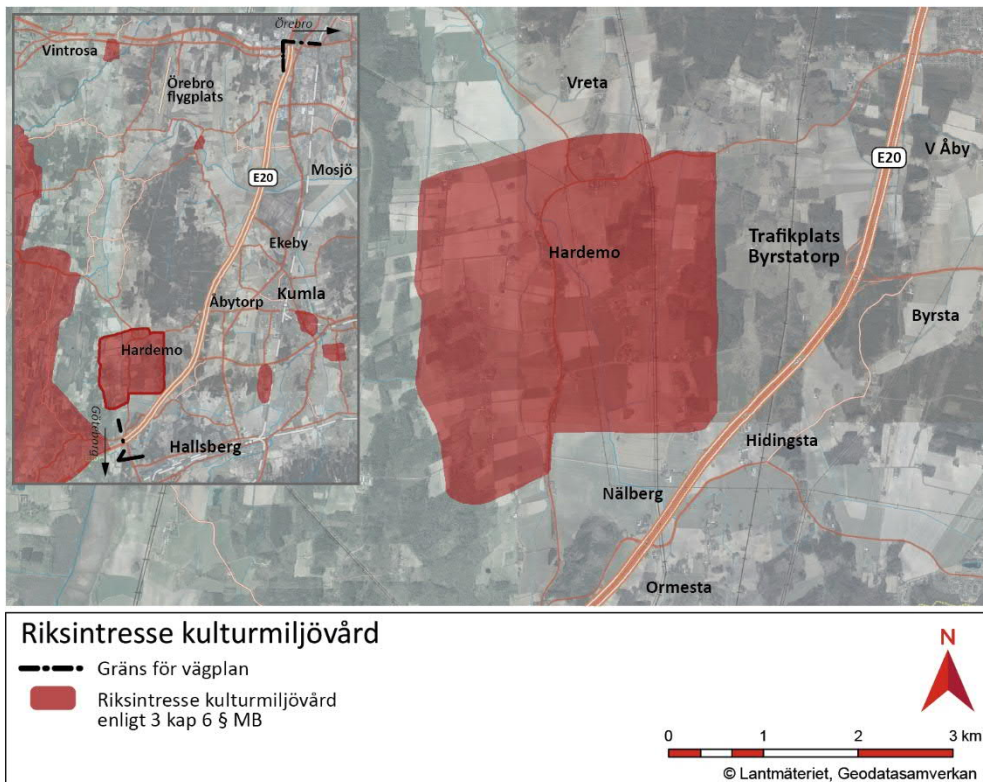 Örebro
Vintrosa
Örebro
flygplats
E20
Mosjö
Ekeby
Kumla
Åbytorp
Hardemo
Göteborg
Hallsberg
Vreta
E20
V Åby
Hardemo
Trafikplats
Byrstatorp
Byrsta
Hidingsta
Nälberg
Ormesta
Riksintresse kulturmiljövård
Gräns för vägplan
Riksintresse kulturmiljövård
enligt 3 kap 6 § MB
N
0 1 2 3 km
© Lantmäteriet, Geodatasamverkan